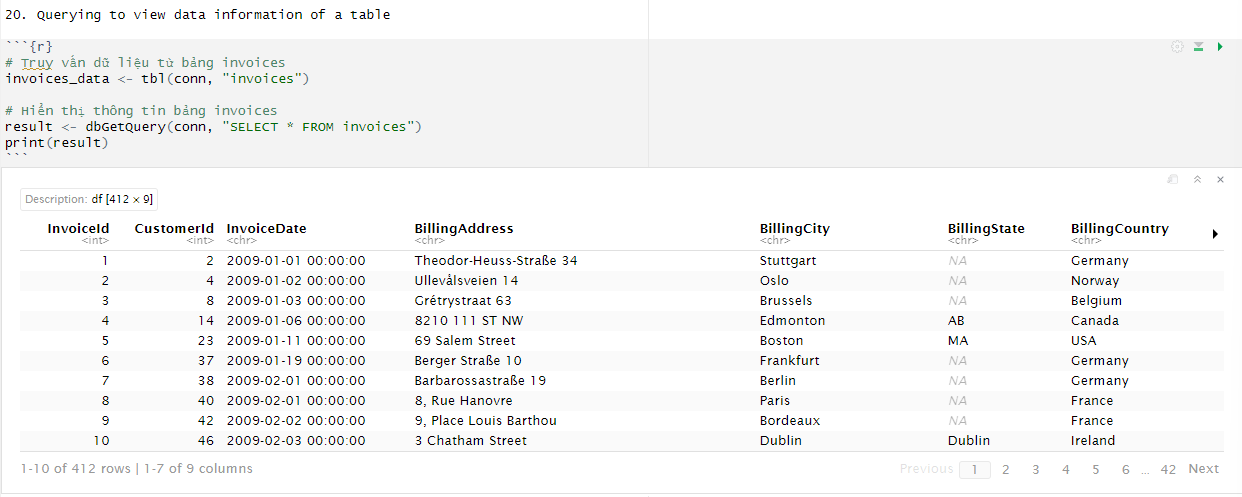 20. Querying to view data information of a table
```{r}
# Truy vấn dữ liệu từ bảng invoices
invoices_data <- tbl(conn, "invoices")
# Hiển thị thông tin bảng invoices
result <- dbGetQuery(conn, "SELECT * FROM invoices")
print(result)
```
Description: df [412 × 9]
InvoiceId CustomerId InvoiceDate BillingAddress BillingCity BillingState BillingCountry
<int> <int> <chr> <chr> <chr> <chr> <chr>
1 2 2009-01-01 00:00:00 Theodor-Heuss-Straße 34 Stuttgart NA Germany
2 4 2009-01-02 00:00:00 Ullevålsveien 14 Oslo NA Norway
3 8 2009-01-03 00:00:00 Grétrystraat 63 Brussels NA Belgium
4 14 2009-01-06 00:00:00 8210 111 ST NW Edmonton AB Canada
5 23 2009-01-11 00:00:00 69 Salem Street Boston MA USA
6 37 2009-01-19 00:00:00 Berger Straße 10 Frankfurt NA Germany
7 38 2009-02-01 00:00:00 Barbarossastraße 19 Berlin NA Germany
8 40 2009-02-01 00:00:00 8, Rue Hanovre Paris NA France
9 42 2009-02-02 00:00:00 9, Place Louis Barthou Bordeaux NA France
10 46 2009-02-03 00:00:00 3 Chatham Street Dublin Dublin Ireland
1-10 of 412 rows | 1-7 of 9 columns Previous 1 2 3 4 5 6 ... 42 Next